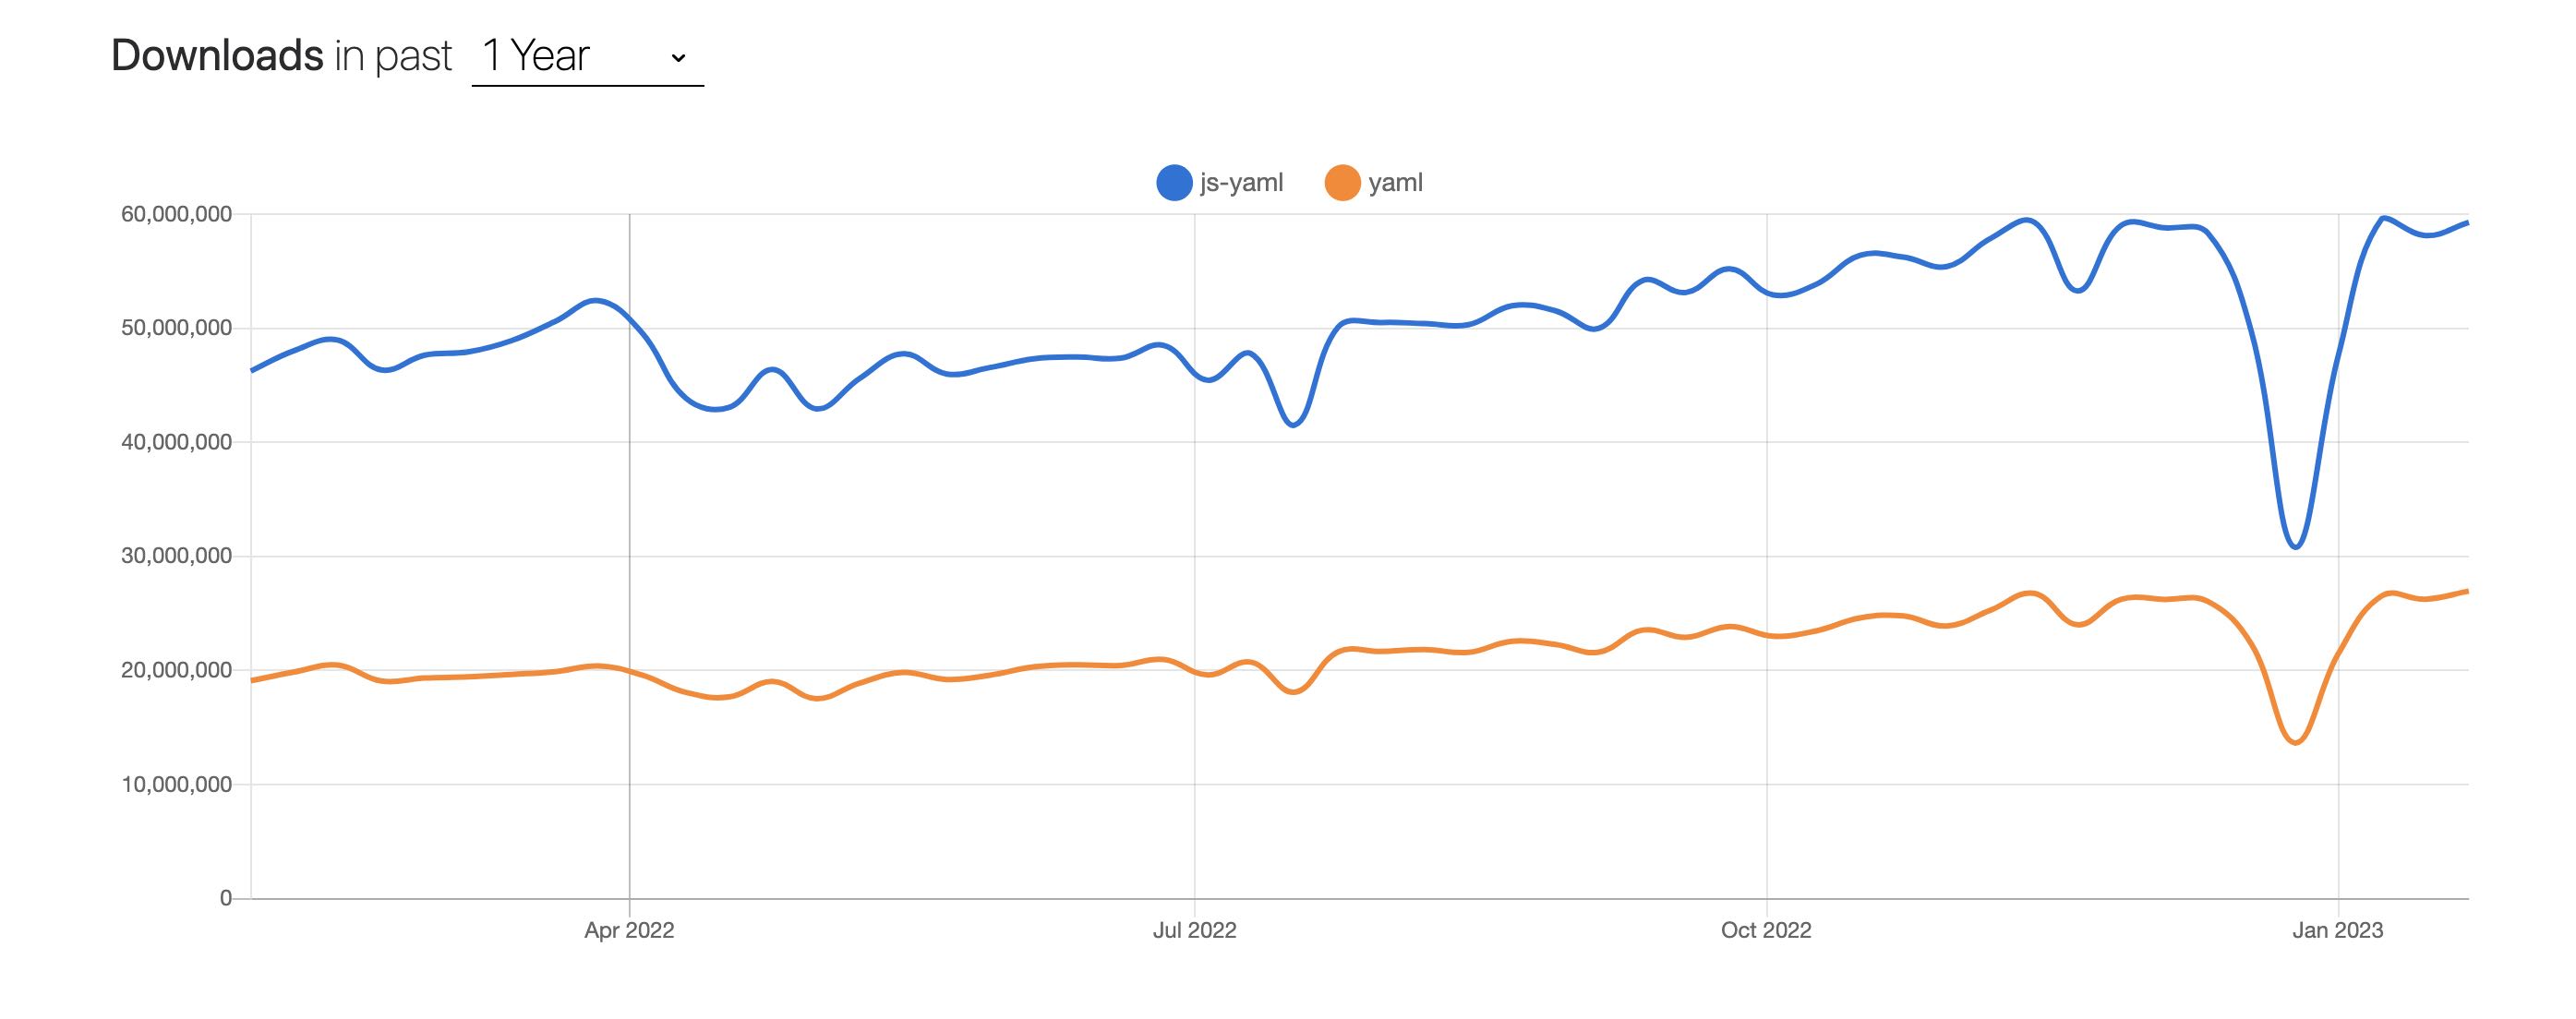 Downloads in past 1 Year
js-yaml yaml
60,000,000
50,000,000
40,000,000
30,000,000
20,000,000
10,000,000
0
Apr 2022 Jul 2022 Oct 2022 Jan 2023